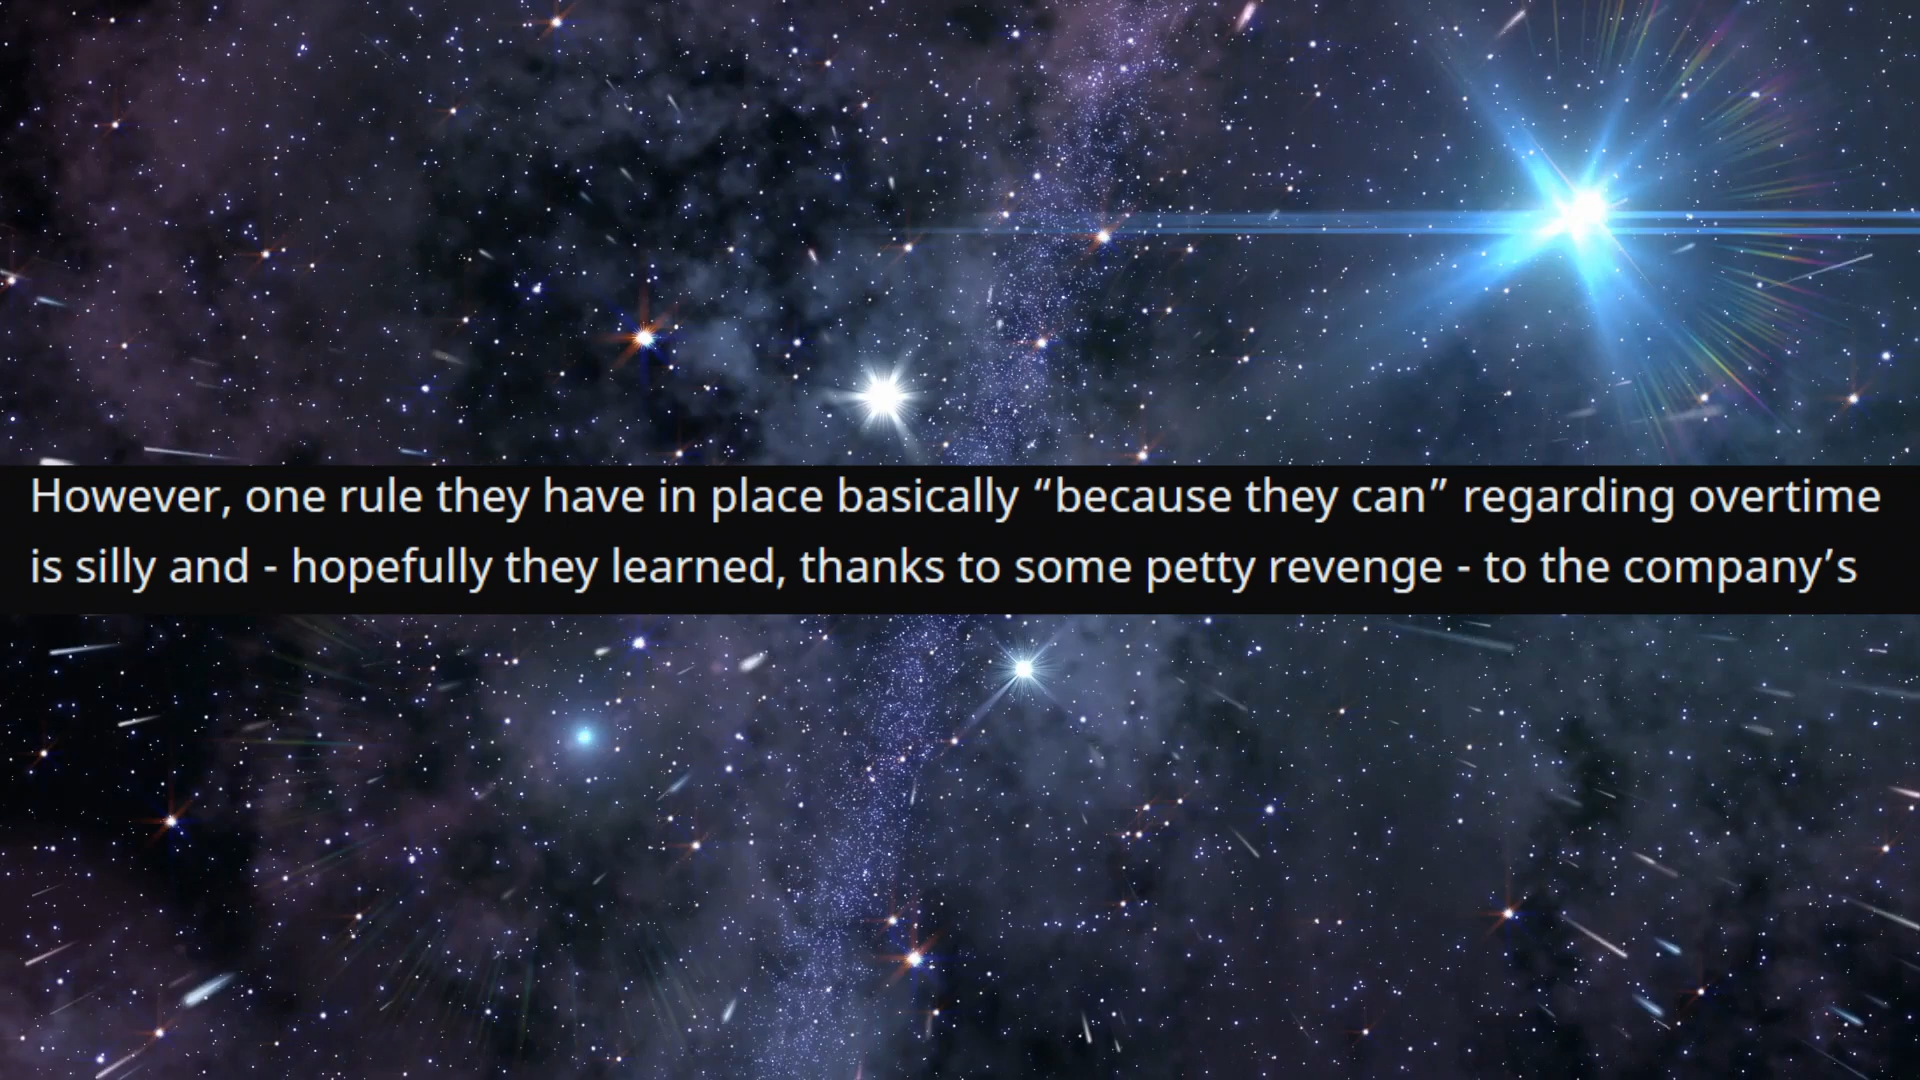 However, one rule they have in place basically “because they can” regarding overtime
is silly and - hopefully they learned, thanks to some petty revenge - to the company’s